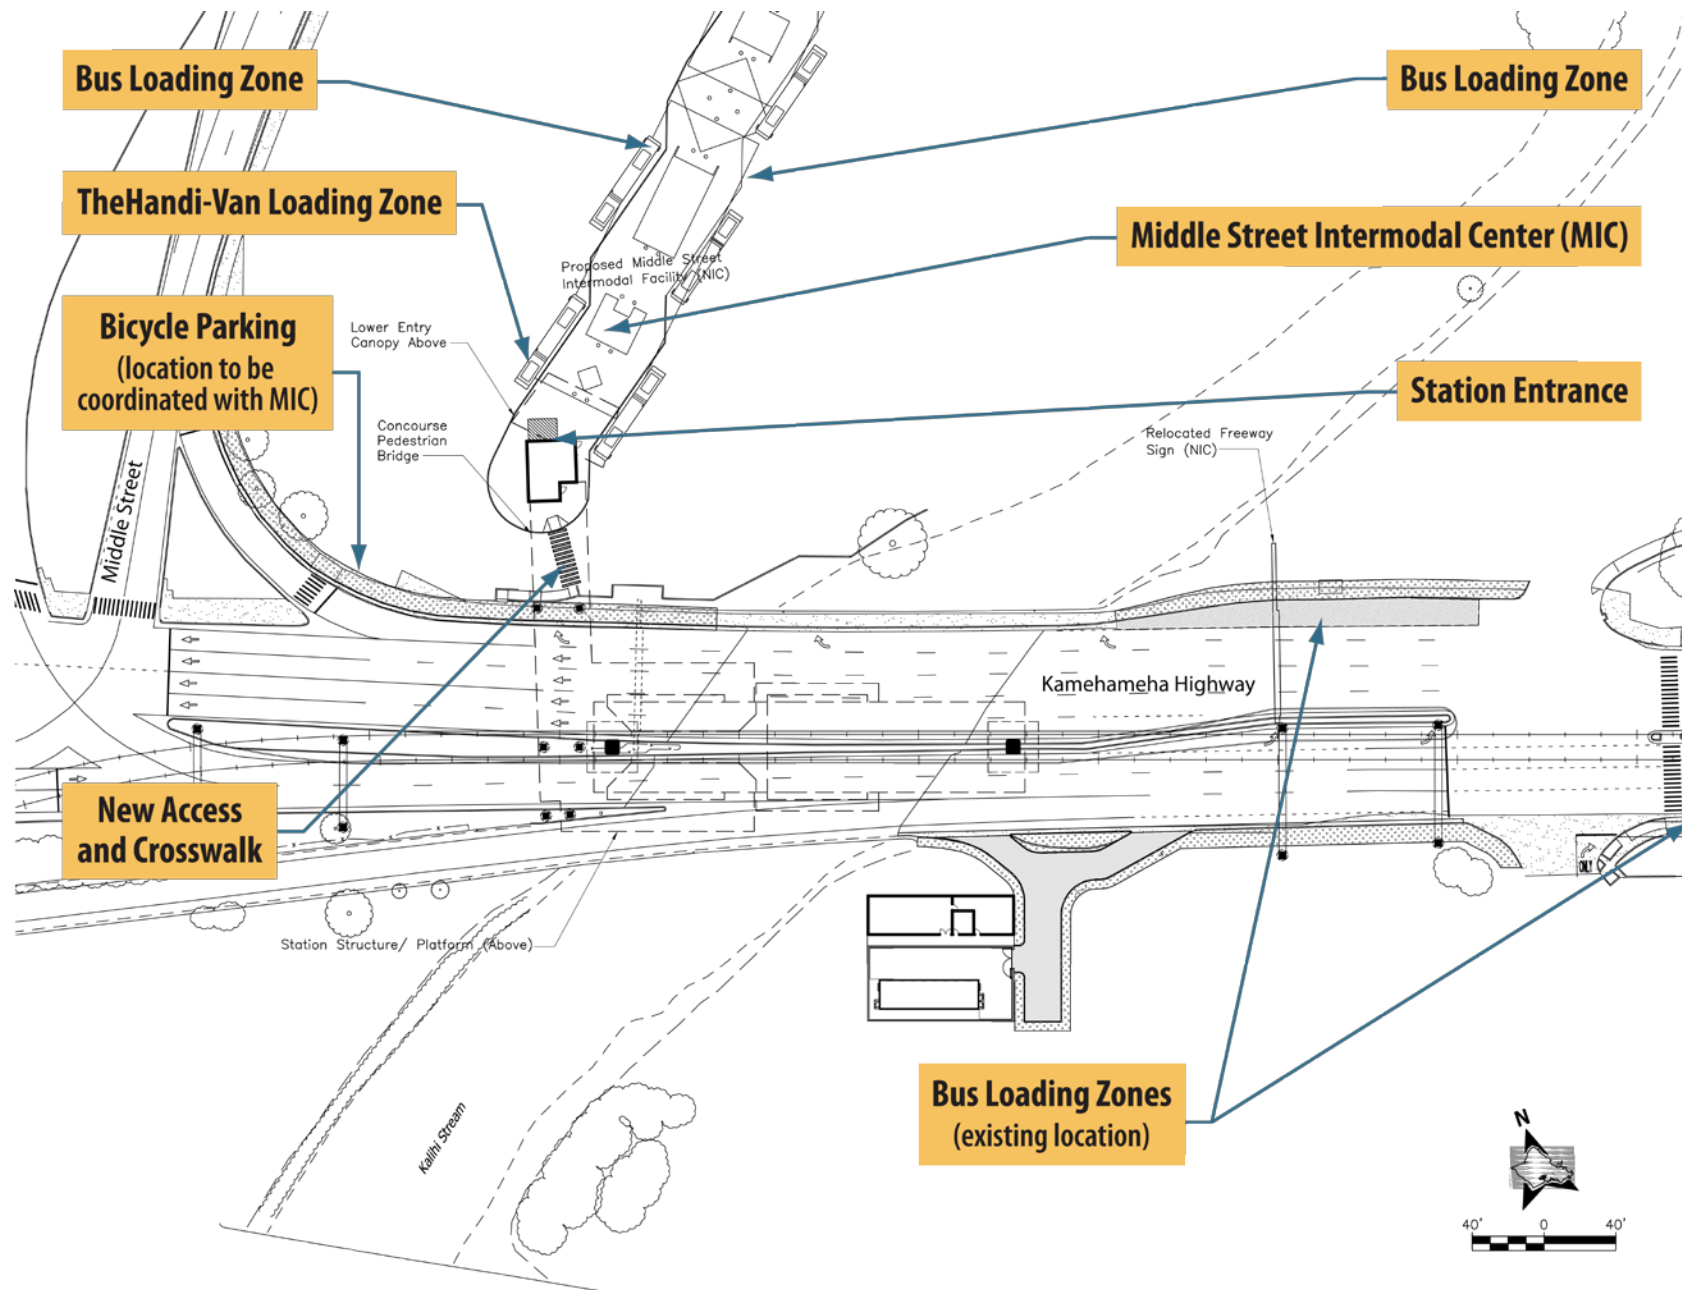 Bus Loading Zone
Bus Loading Zone
TheHandi-Van Loading Zone
Middle Street Intermodal Center (MIC)
Proposed Middle Street
Intermodal Facility (NIC)
Bicycle Parking
(location to be
coordinated with MIC)
Lower Entry
Canopy Above
Station Entrance
Concourse
Pedestrian
Bridge
Relocated Freeway
Sign (NIC)
Middle Street
Kamehameha Highway
New Access
and Crosswalk
ONLY
Station Structure/ Platform (Above)
Bus Loading Zones
(existing location)
Kalihi Stream
N
40' 0 40'